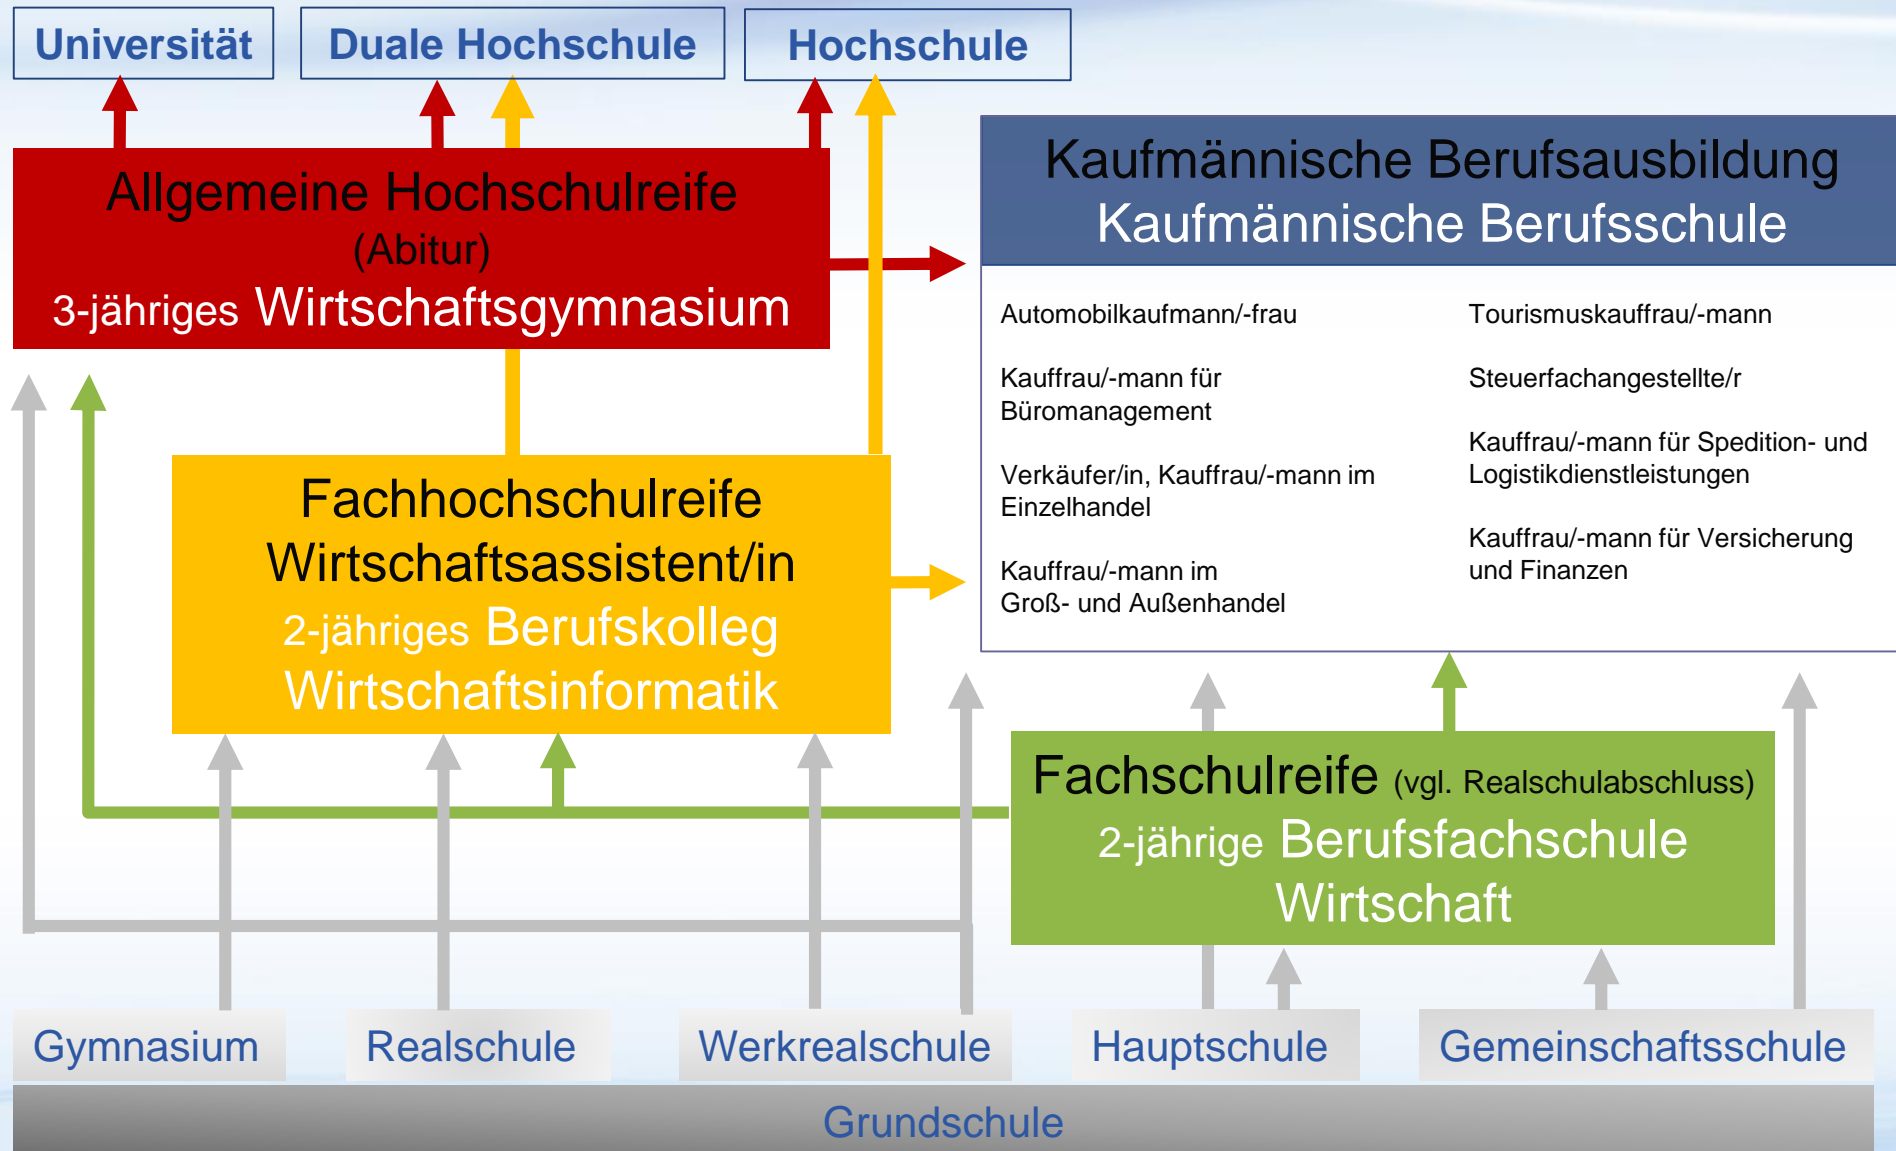 Universität
Duale Hochschule
Hochschule
Allgemeine Hochschulreife
(Abitur)
3-jähriges Wirtschaftsgymnasium
Kaufmännische Berufsausbildung
Kaufmännische Berufsschule
Automobilkaufmann/-frau
Kauffrau/-mann für
Büromanagement
Verkäufer/in, Kauffrau/-mann im
Einzelhandel
Kauffrau/-mann im
Groß- und Außenhandel
Tourismuskauffrau/-mann
Steuerfachangestellte/r
Kauffrau/-mann für Spedition- und
Logistikdienstleistungen
Kauffrau/-mann für Versicherung
und Finanzen
Fachhochschulreife
Wirtschaftsassistent/in
2-jähriges Berufskolleg
Wirtschaftsinformatik
Fachschulreife (vgl. Realschulabschluss)
2-jährige Berufsfachschule
Wirtschaft
Gymnasium
Realschule
Werkrealschule
Hauptschule
Gemeinschaftsschule
Grundschule